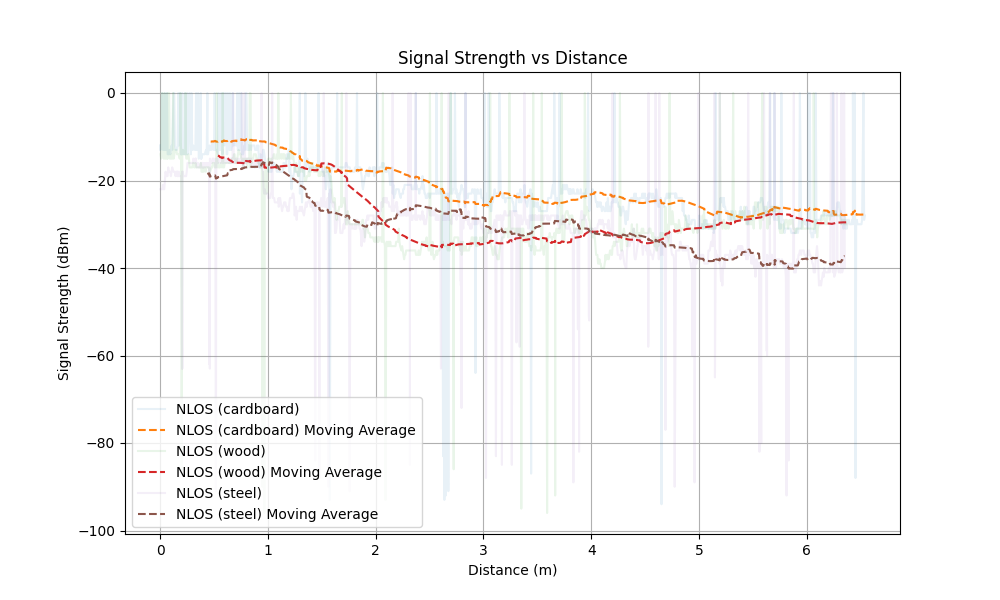 Signal Strength vs Distance
Signal Strength (dBm)
0
−20
−40
−60
−80
−100
NLOS (cardboard)
NLOS (cardboard) Moving Average
NLOS (wood)
NLOS (wood) Moving Average
NLOS (steel)
NLOS (steel) Moving Average
0 1 2 3 4 5 6
Distance (m)